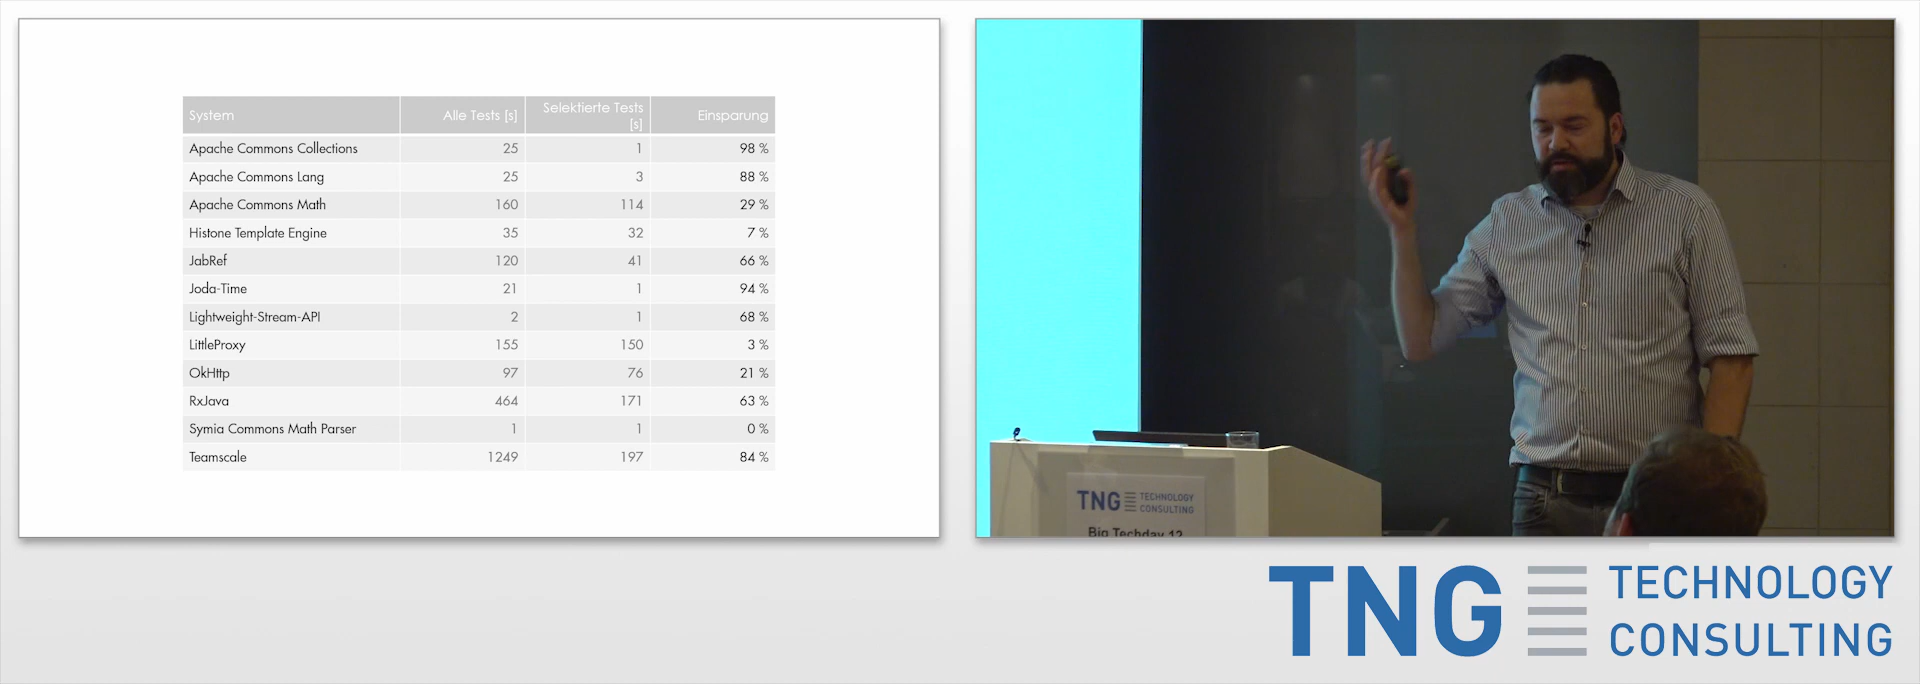 System Alle Tests [s] Selektierte Tests [s] Einsparung
Apache Commons Collections 25 1 98 %
Apache Commons Lang 25 3 88 %
Apache Commons Math 160 114 29 %
Histone Template Engine 35 32 7 %
JabRef 120 41 66 %
Joda-Time 21 1 94 %
Lightweight-Stream-API 2 1 68 %
LittleProxy 155 150 3 %
OkHttp 97 76 21 %
RxJava 464 171 63 %
Symja Commons Math Parser 1 1 0 %
Teamscale 1249 197 84 %
TNG TECHNOLOGY
CONSULTING
Big Techday 12
TNG TECHNOLOGY
CONSULTING